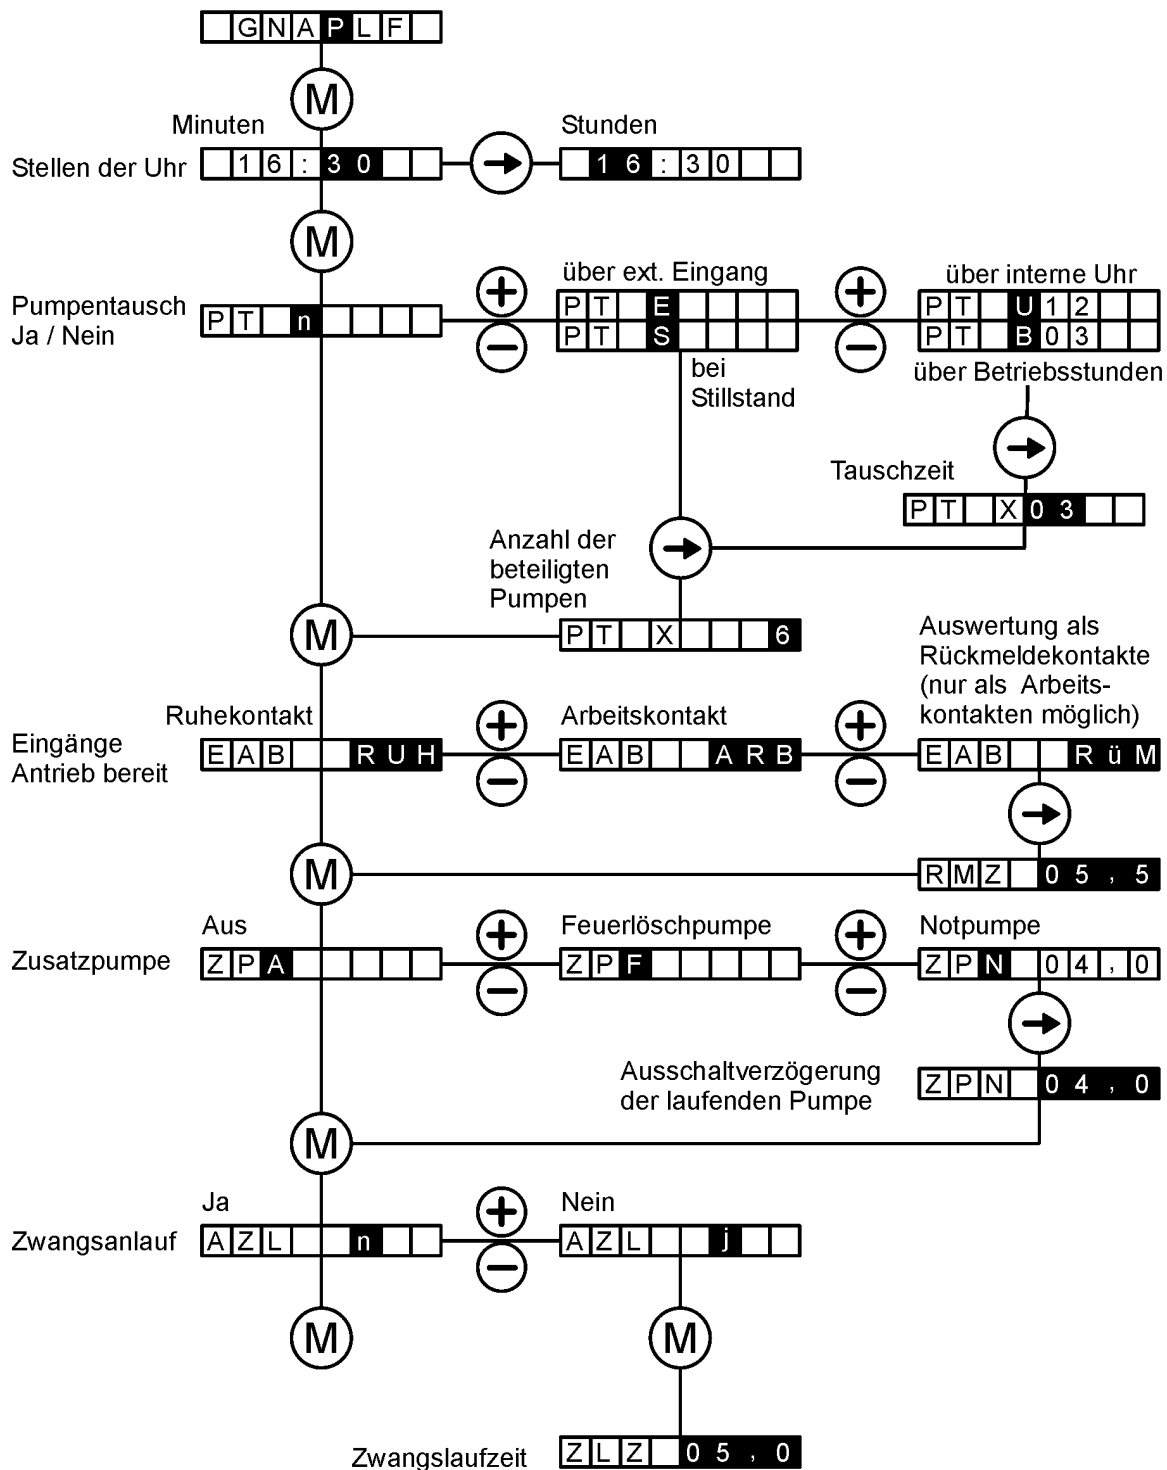 GNAPLF
M
Minuten
Stunden
Stellen der Uhr
16:30
→
16:30
M
über ext. Eingang
über interne Uhr
Pumpentausch
Ja / Nein
PT n
+
−
PT E
PT S
+
−
PT U12
PT B03
bei
Stillstand
über Betriebsstunden
→
Tauschzeit
PT X03
Anzahl der
beteiligten
Pumpen
→
M
PT X 6
Auswertung als
Rückmeldekontakte
(nur als Arbeits-
kontakten möglich)
Ruhekontakt
Arbeitskontakt
Eingänge
Antrieb bereit
EAB RUH
+
−
EAB ARB
+
−
EAB RüM
→
M
RMZ 05,5
Aus
Feuerlöschpumpe
Notpumpe
Zusatzpumpe
ZPA
+
−
ZPF
+
−
ZPN 04,0
→
Ausschaltverzögerung
der laufenden Pumpe
ZPN 04,0
M
Ja
Nein
Zwangsanlauf
AZL n
+
−
AZL j
M
M
Zwangslaufzeit
ZLZ 05,0